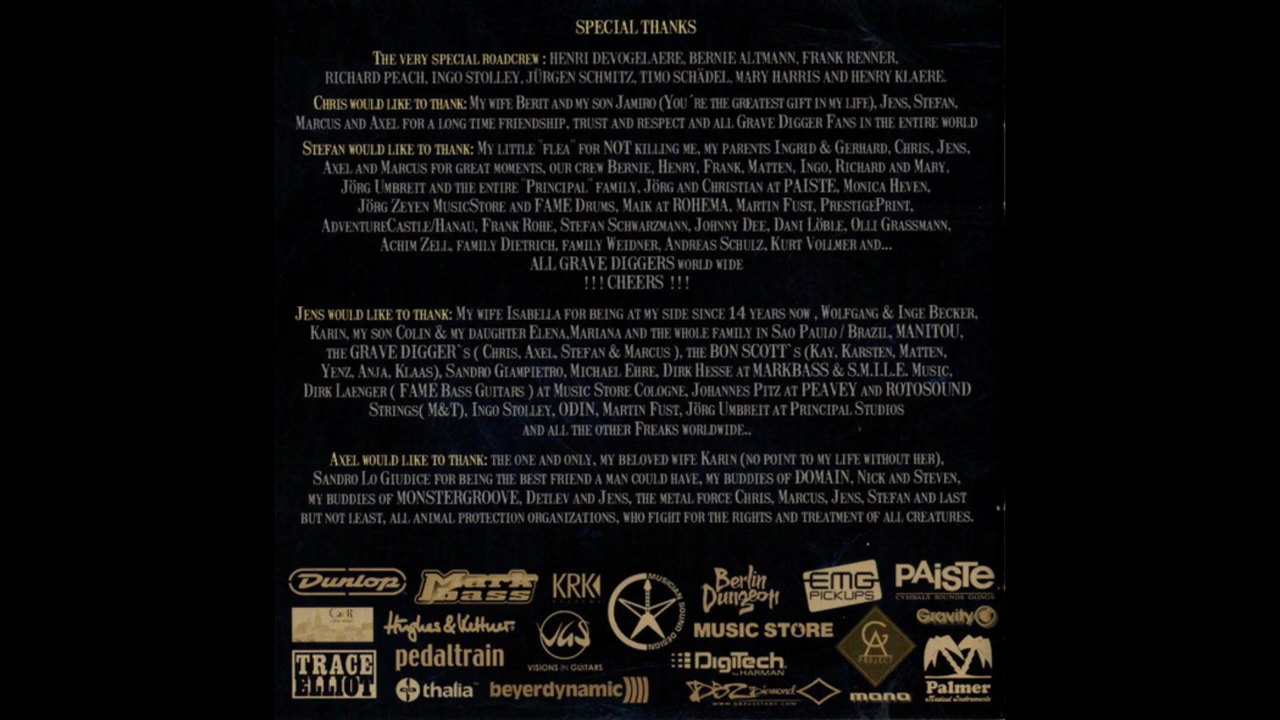 SPECIAL THANKS
THE VERY SPECIAL ROADCREW : HENRI DEVOGELAERE, BERNIE ALTMANN, FRANK RENNER,
RICHARD PEACH, INGO STOLLEY, JÜRGEN SCHMITZ, TIMO SCHÄDEL, MARY HARRIS AND HENRY KLAERE.
CHRIS WOULD LIKE TO THANK: MY WIFE BERIT AND MY SON JAMIRO (YOU´RE THE GREATEST GIFT IN MY LIFE), JENS, STEFAN,
MARCUS AND AXEL FOR A LONG TIME FRIENDSHIP, TRUST AND RESPECT AND ALL GRAVE DIGGER FANS IN THE ENTIRE WORLD
STEFAN WOULD LIKE TO THANK: MY LITTLE "FLEA" FOR NOT KILLING ME, MY PARENTS INGRID & GERHARD, CHRIS, JENS,
AXEL AND MARCUS FOR GREAT MOMENTS, OUR CREW BERNIE, HENRY, FRANK, MATTEN, INGO, RICHARD AND MARY,
JÖRG UMBREIT AND THE ENTIRE "PRINCIPAL" FAMILY, JÖRG AND CHRISTIAN AT PAISTE, MONICA HEVEN,
JÖRG ZEYEN MUSICSTORE AND FAME DRUMS, MAIK AT ROHEMA, MARTIN FUST, PRESTIGEPRINT,
ADVENTURECASTLE/HANAU, FRANK ROHE, STEFAN SCHWARZMANN, JOHNNY DEE, DANI LÖBLE, OLLI GRASSMANN,
ACHIM ZELL, FAMILY DIETRICH, FAMILY WEIDNER, ANDREAS SCHULZ, KURT VOLLMER AND...
ALL GRAVE DIGGERS WORLD WIDE
! ! ! CHEERS ! ! !
JENS WOULD LIKE TO THANK: MY WIFE ISABELLA FOR BEING AT MY SIDE SINCE 14 YEARS NOW , WOLFGANG & INGE BECKER,
KARIN, MY SON COLIN & MY DAUGHTER ELENA,MARIANA AND THE WHOLE FAMILY IN SAO PAULO / BRAZIL, MANITOU,
THE GRAVE DIGGER`S ( CHRIS, AXEL, STEFAN & MARCUS ), THE BON SCOTT`S (KAY, KARSTEN, MATTEN,
YENZ, ANJA, KLAAS), SANDRO GIAMPIETRO, MICHAEL EHRE, DIRK HESSE AT MARKBASS & S.M.I.L.E. MUSIC,
DIRK LAENGER ( FAME BASS GUITARS ) AT MUSIC STORE COLOGNE, JOHANNES PITZ AT PEAVEY AND ROTOSOUND
STRINGS( M&T), INGO STOLLEY, ODIN, MARTIN FUST, JÖRG UMBREIT AT PRINCIPAL STUDIOS
AND ALL THE OTHER FREAKS WORLDWIDE..
AXEL WOULD LIKE TO THANK: THE ONE AND ONLY, MY BELOVED WIFE KARIN (NO POINT TO MY LIFE WITHOUT HER),
SANDRO LO GIUDICE FOR BEING THE BEST FRIEND A MAN COULD HAVE, MY BUDDIES OF DOMAIN, NICK AND STEVEN,
MY BUDDIES OF MONSTERGROOVE, DETLEV AND JENS, THE METAL FORCE CHRIS, MARCUS, JENS, STEFAN AND LAST
BUT NOT LEAST, ALL ANIMAL PROTECTION ORGANIZATIONS, WHO FIGHT FOR THE RIGHTS AND TREATMENT OF ALL CREATURES.
DUNLOP
Mark bass
KRK SYSTEMS
MUSICIAN SOUND DESIGN
Berlin Dungeon
EMG PICKUPS
PAISTE
CYMBALS SOUNDS GONGS
Hughes & Kettner
VGS
VISIONS IN GUITARS
MUSIC STORE
GA PROJECT
Gravity
TRACE ELLIOT
pedaltrain
DigiTech
by HARMAN
Palmer
Musical Instruments
thalia
beyerdynamic
DBZ Diamond
mono